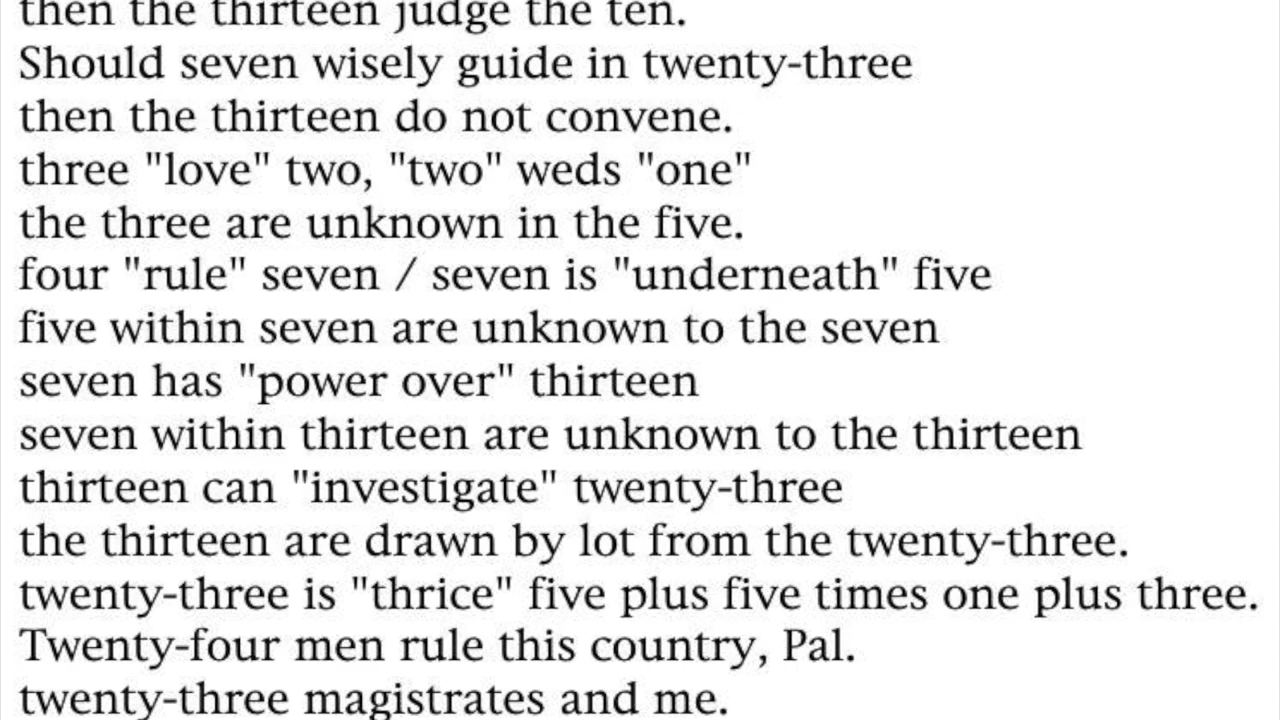 then the thirteen judge the ten.
Should seven wisely guide in twenty-three
then the thirteen do not convene.
three "love" two, "two" weds "one"
the three are unknown in the five.
four "rule" seven / seven is "underneath" five
five within seven are unknown to the seven
seven has "power over" thirteen
seven within thirteen are unknown to the thirteen
thirteen can "investigate" twenty-three
the thirteen are drawn by lot from the twenty-three.
twenty-three is "thrice" five plus five times one plus three.
Twenty-four men rule this country, Pal.
twenty-three magistrates and me.